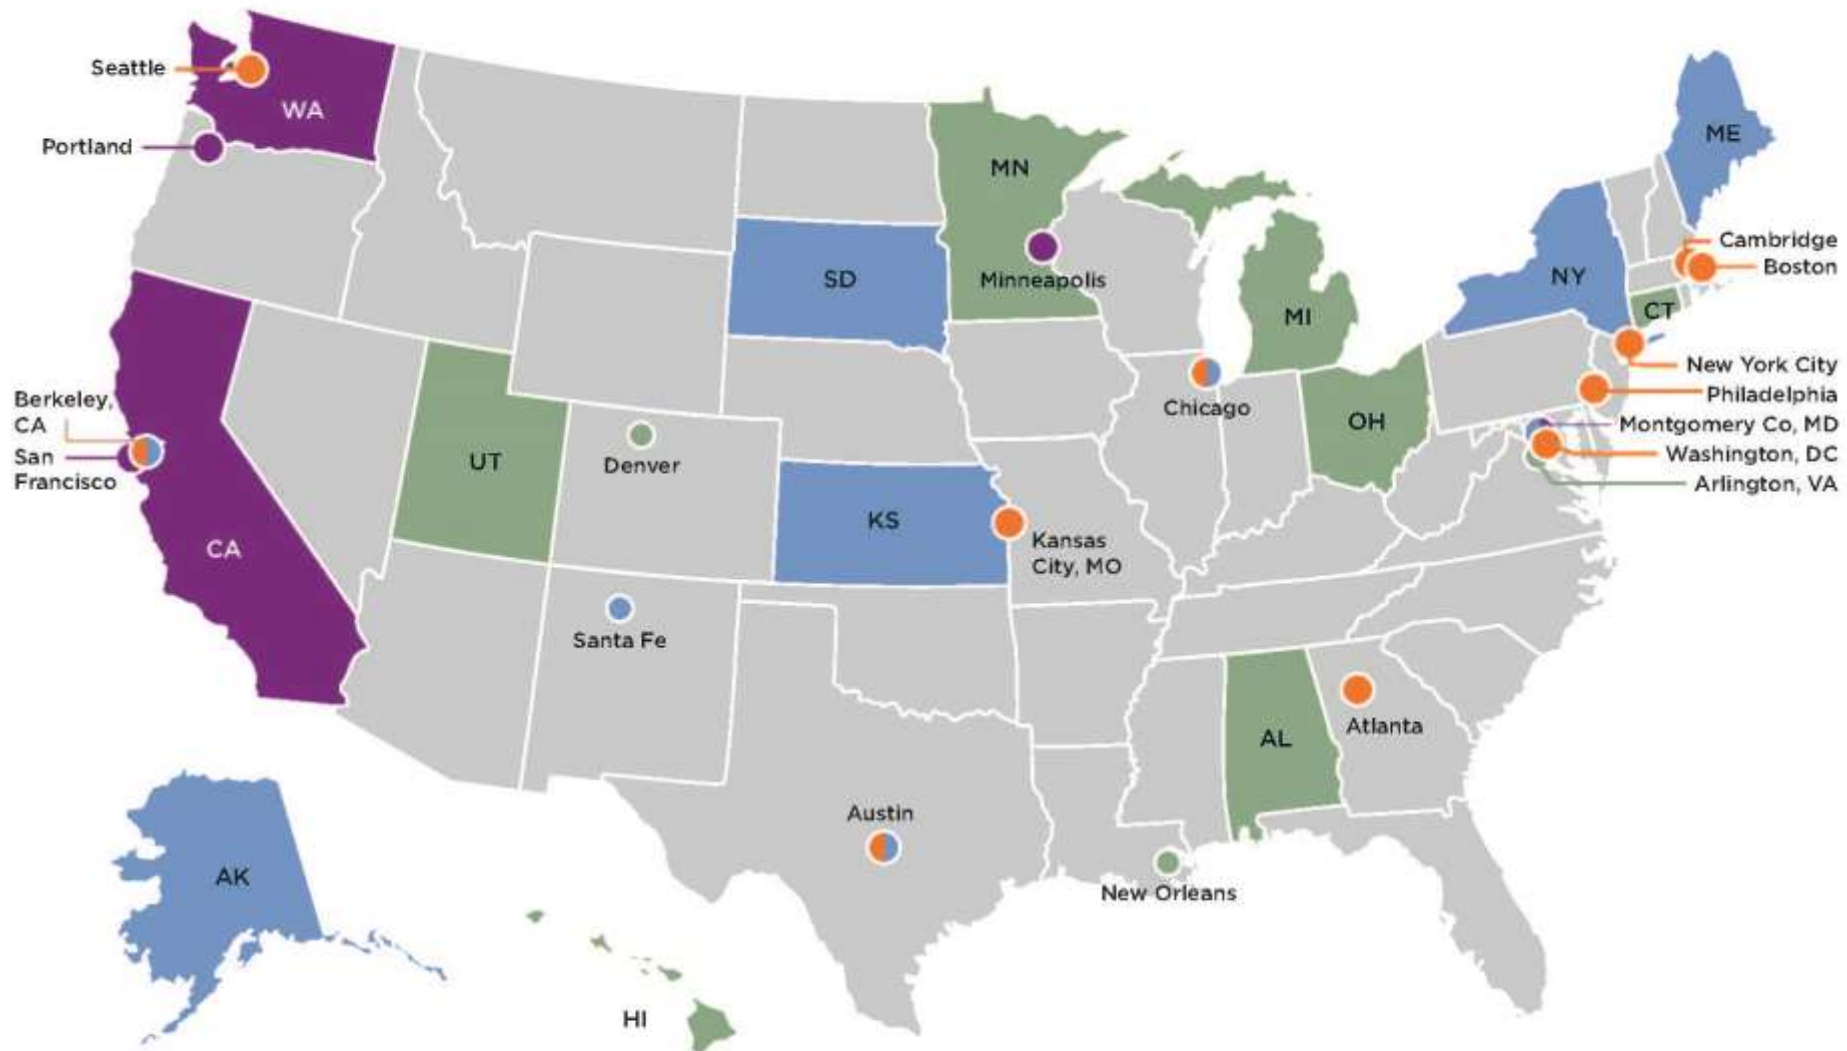 Seattle
WA
Portland
MN
ME
Minneapolis
SD
MI
NY
Cambridge
Boston
CT
New York City
Philadelphia
Montgomery Co, MD
Washington, DC
Arlington, VA
Berkeley,
CA
San
Francisco
UT
Denver
Chicago
OH
CA
KS
Kansas
City, MO
Santa Fe
AL
Atlanta
Austin
New Orleans
AK
HI